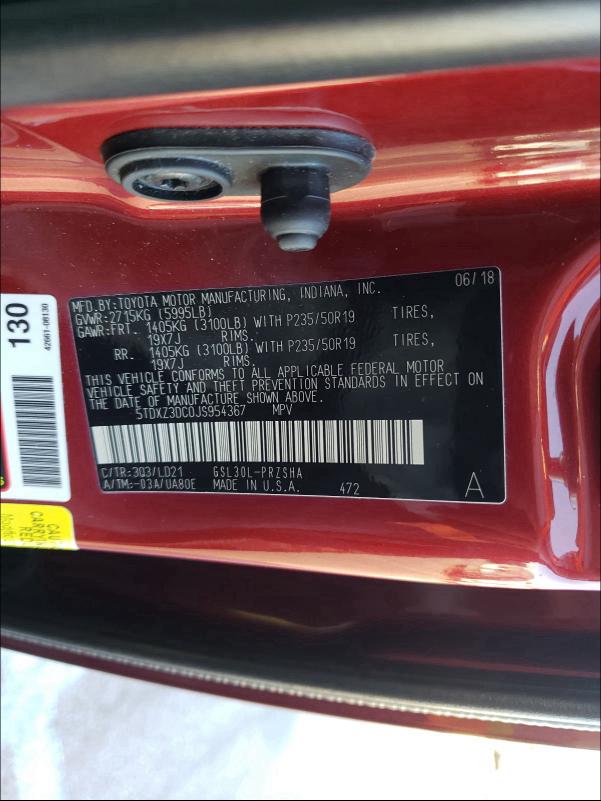 MFD.BY:TOYOTA MOTOR MANUFACTURING, INDIANA, INC. 06/18
GVWR:2715KG (5995LB)
GAWR:FRT. 1405KG (3100LB) WITH P235/50R19 TIRES,
19X7J RIMS.
RR. 1405KG (3100LB) WITH P235/50R19 TIRES,
19X7J RIMS.
THIS VEHICLE CONFORMS TO ALL APPLICABLE FEDERAL MOTOR
VEHICLE SAFETY AND THEFT PREVENTION STANDARDS IN EFFECT
ON THE DATE OF MANUFACTURE SHOWN ABOVE.
5TDXZ3DC0JS954367 MPV
C/TR:3Q3/LD21 GSL30L-PRZSHA
A/TM:-03A/UA80E MADE IN U.S.A. 472 A
130
42661-08130